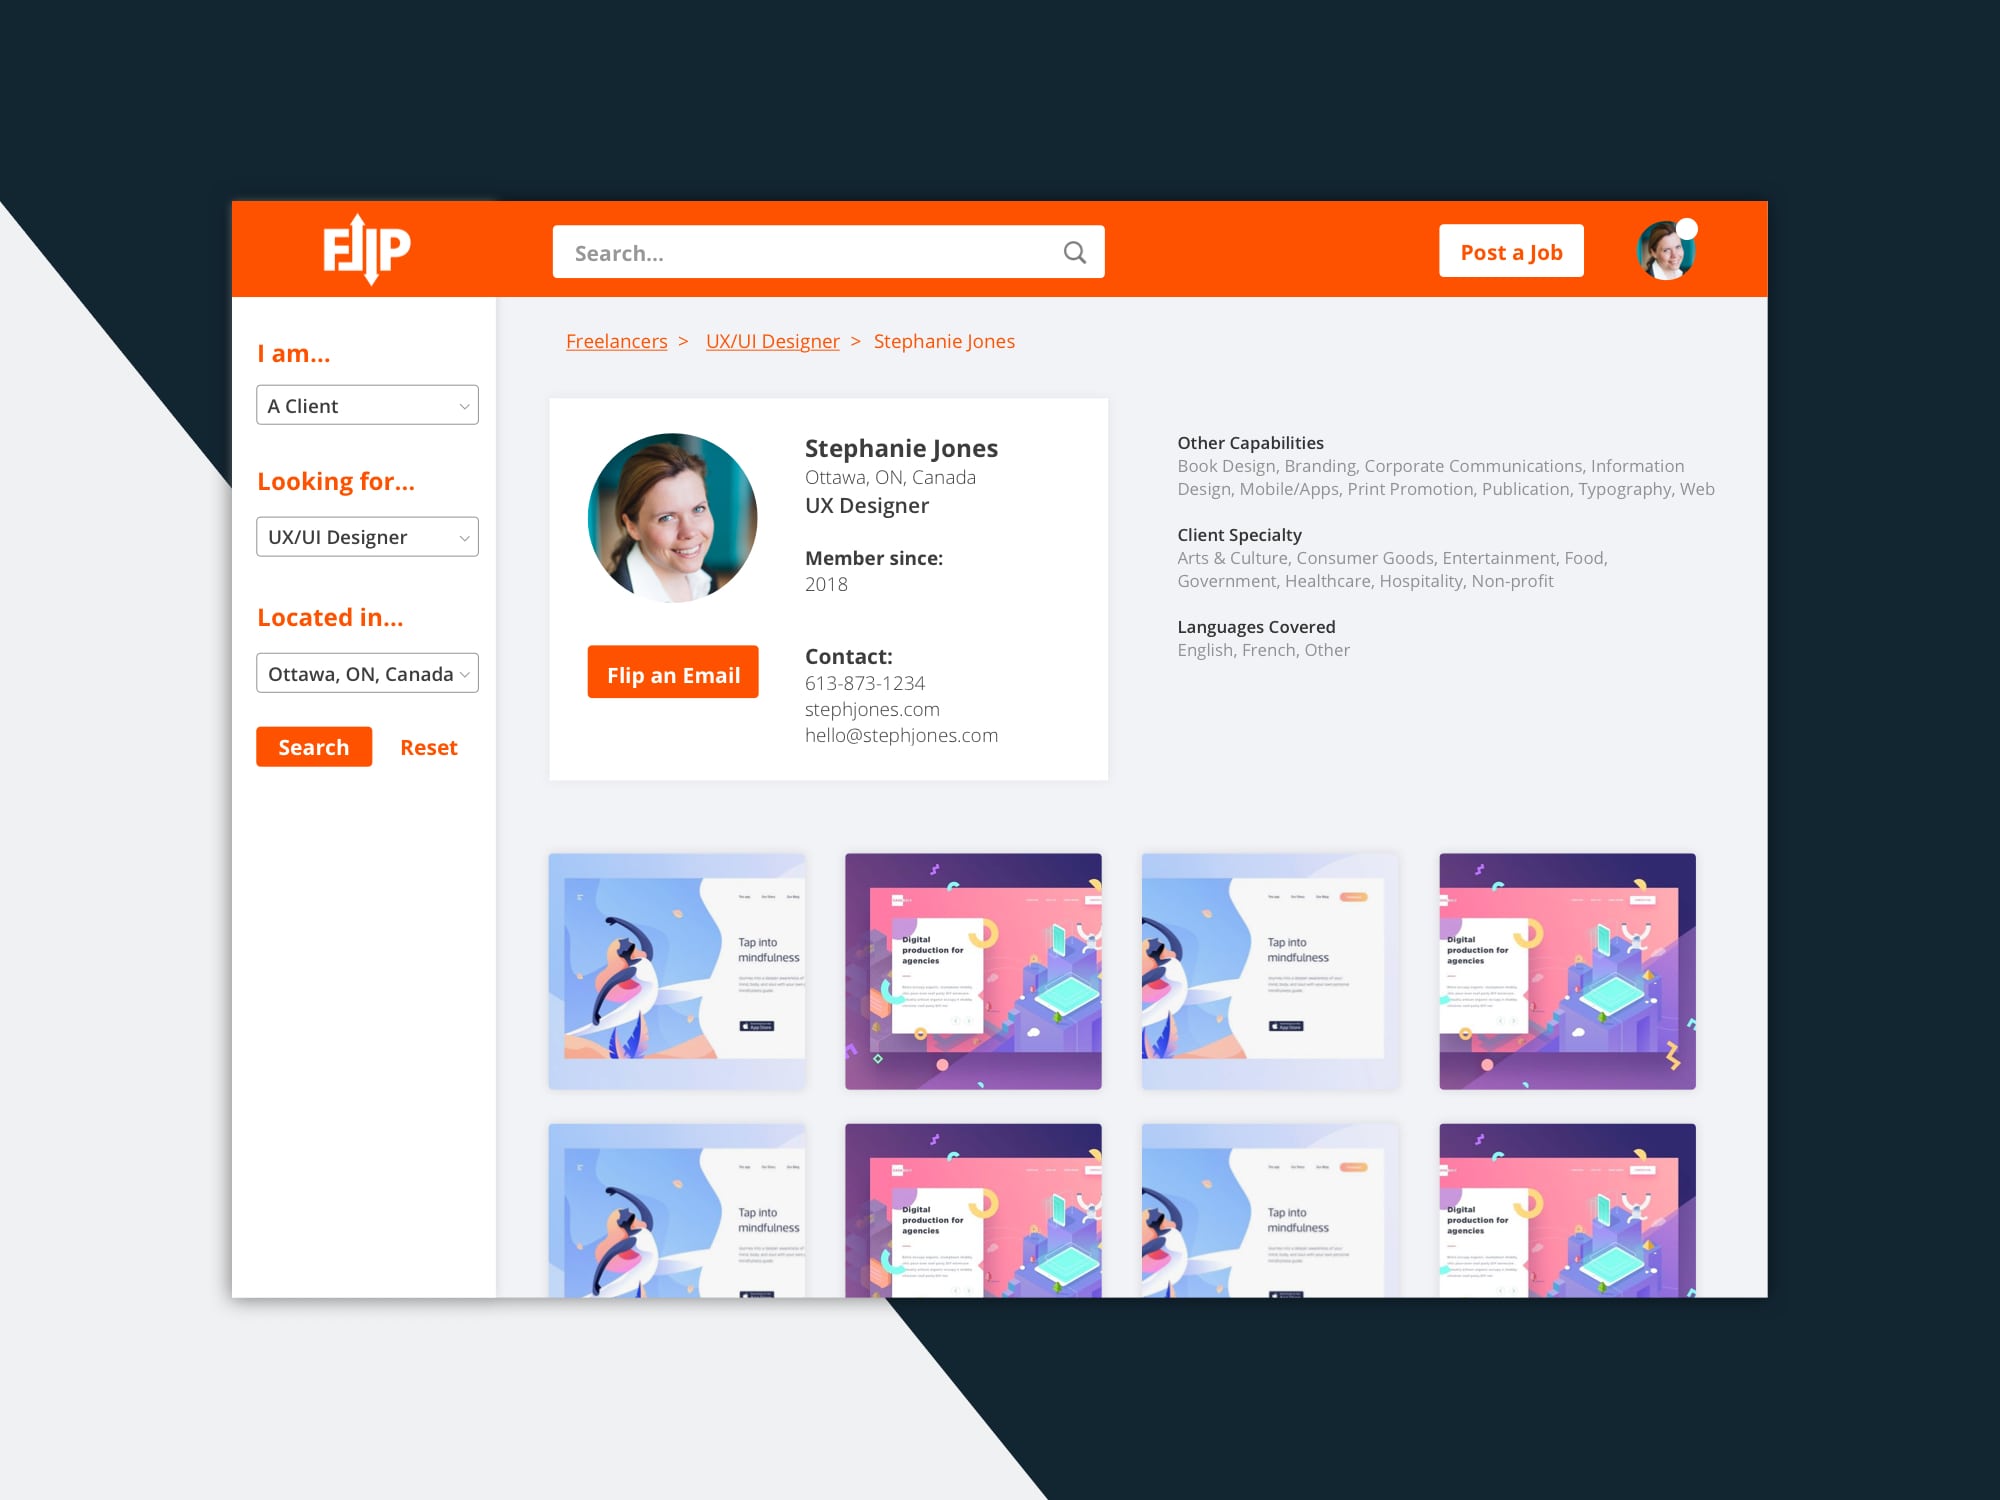 FLIP
Search...
Post a Job
I am...
A Client
Looking for...
UX/UI Designer
Located in...
Ottawa, ON, Canada
Search
Reset
Freelancers > UX/UI Designer > Stephanie Jones
Stephanie Jones
Ottawa, ON, Canada
UX Designer
Member since:
2018
Flip an Email
Contact:
613-873-1234
stephjones.com
hello@stephjones.com
Other Capabilities
Book Design, Branding, Corporate Communications, Information
Design, Mobile/Apps, Print Promotion, Publication, Typography, Web
Client Specialty
Arts & Culture, Consumer Goods, Entertainment, Food,
Government, Healthcare, Hospitality, Non-profit
Languages Covered
English, French, Other
Tap into
mindfulness
App Store
Digital
production for
agencies
Tap into
mindfulness
App Store
Digital
production for
agencies
Tap into
mindfulness
Digital
production for
agencies
Tap into
mindfulness
Digital
production for
agencies